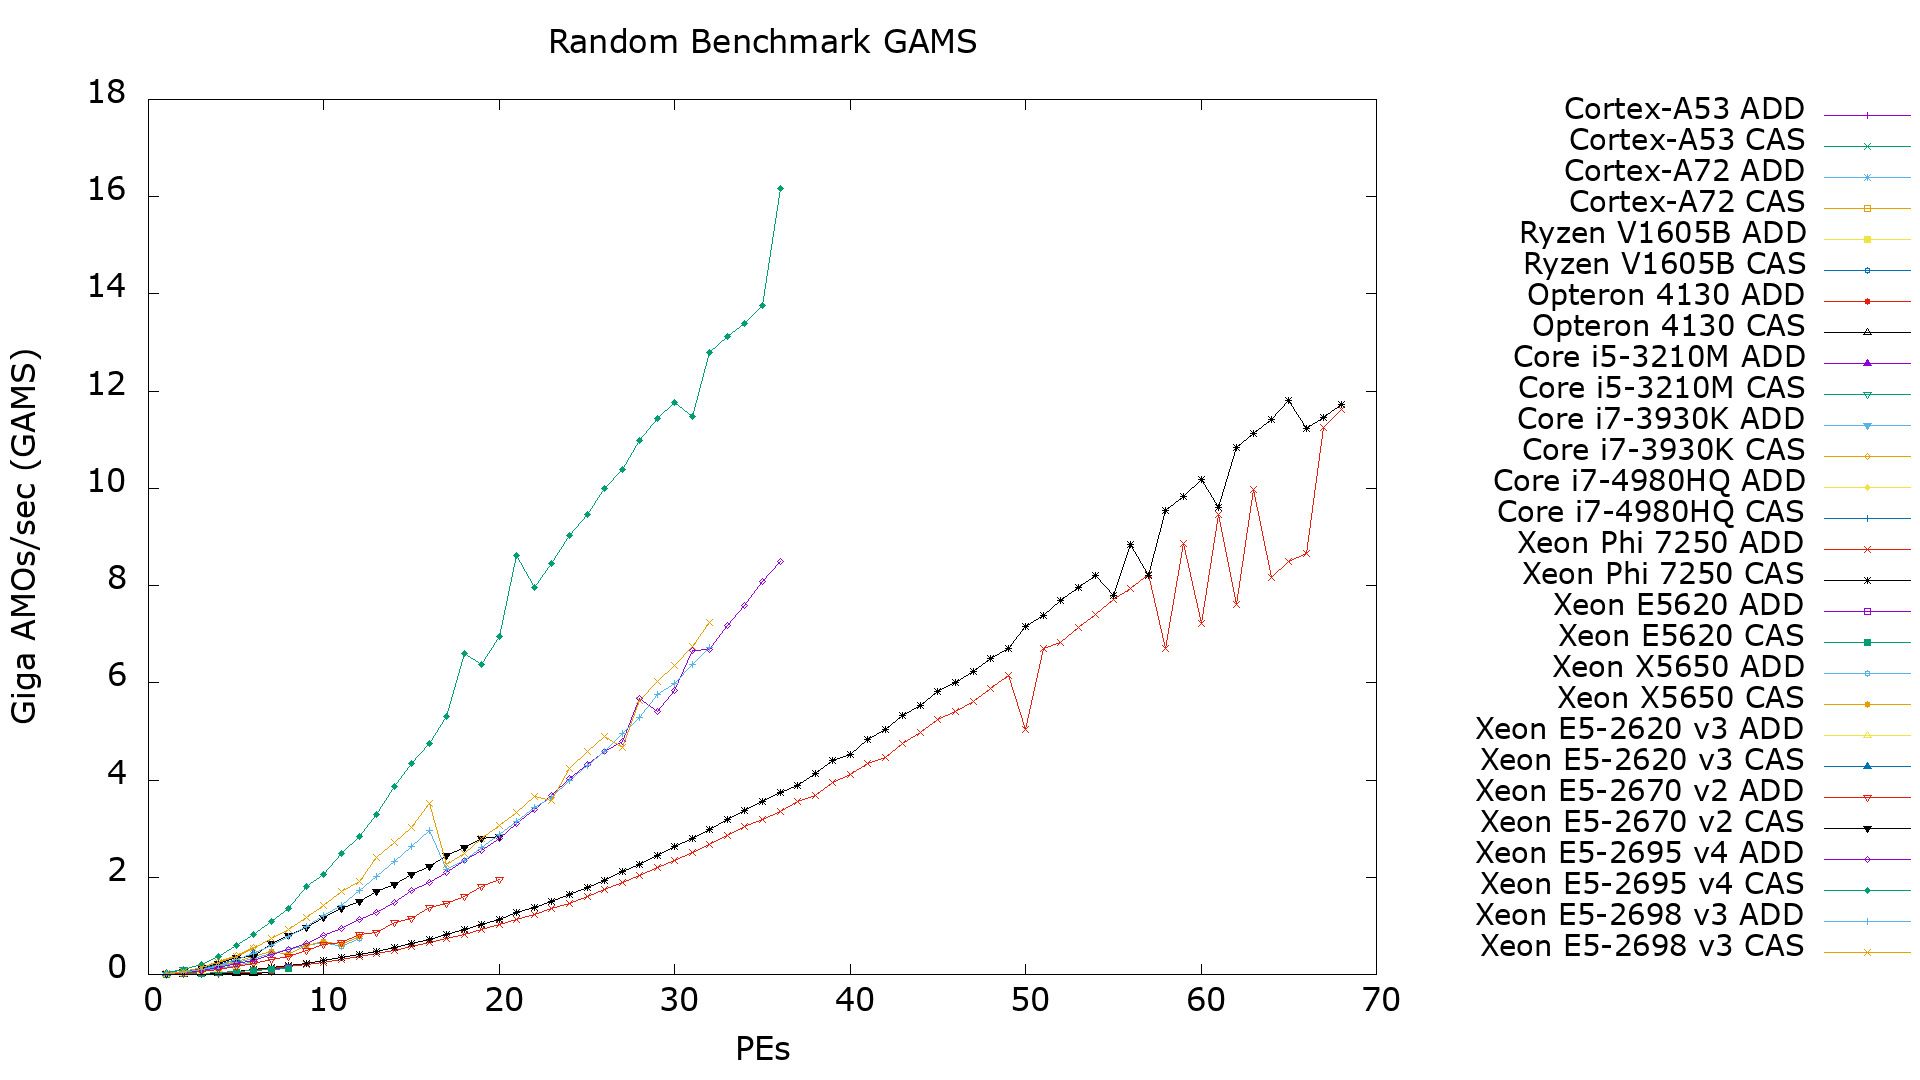 Random Benchmark GAMS
18
16
14
12
10
8
6
4
2
0
0 10 20 30 40 50 60 70
PEs
Giga AMOs/sec (GAMS)
Cortex-A53 ADD
Cortex-A53 CAS
Cortex-A72 ADD
Cortex-A72 CAS
Ryzen V1605B ADD
Ryzen V1605B CAS
Opteron 4130 ADD
Opteron 4130 CAS
Core i5-3210M ADD
Core i5-3210M CAS
Core i7-3930K ADD
Core i7-3930K CAS
Core i7-4980HQ ADD
Core i7-4980HQ CAS
Xeon Phi 7250 ADD
Xeon Phi 7250 CAS
Xeon E5620 ADD
Xeon E5620 CAS
Xeon X5650 ADD
Xeon X5650 CAS
Xeon E5-2620 v3 ADD
Xeon E5-2620 v3 CAS
Xeon E5-2670 v2 ADD
Xeon E5-2670 v2 CAS
Xeon E5-2695 v4 ADD
Xeon E5-2695 v4 CAS
Xeon E5-2698 v3 ADD
Xeon E5-2698 v3 CAS